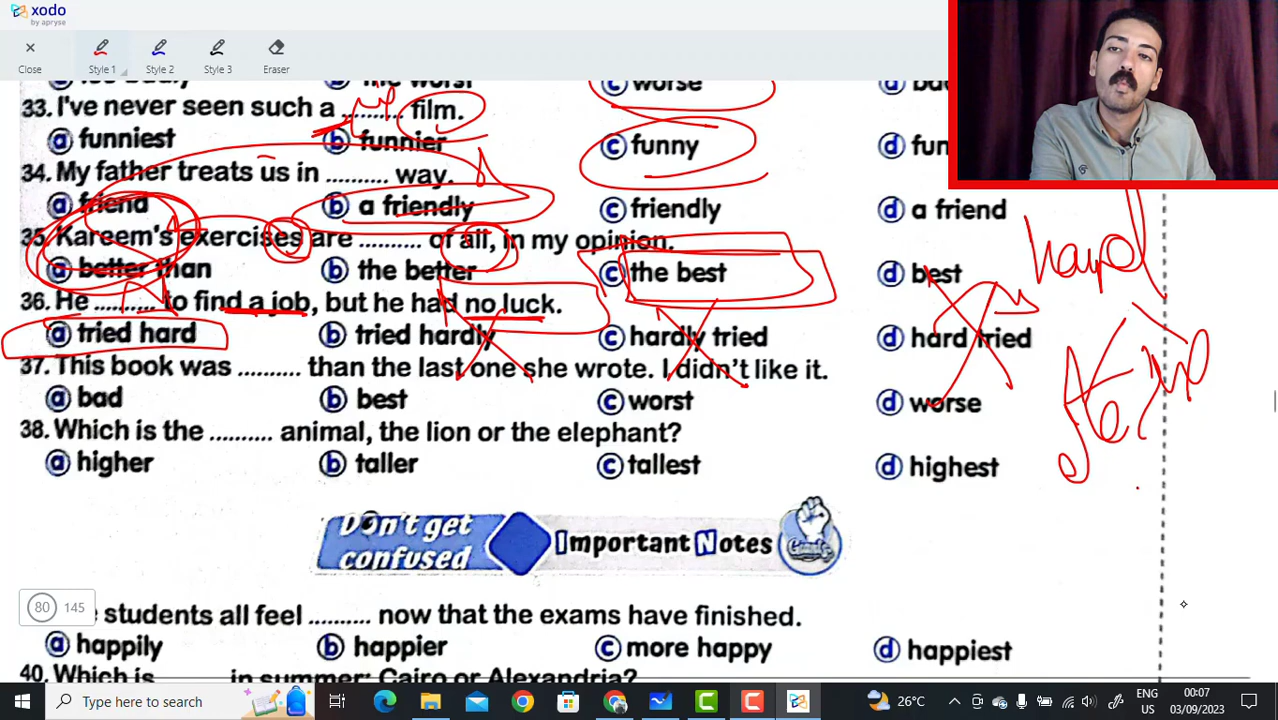 xodo
by apryse
Close
Style 1
Style 2
Style 3
Eraser
worse
33. I've never seen such a .......... film.
a funniest b funnier c funny
34. My father treats us in .......... way.
a friend b a friendly c friendly d a friend
35. Kareem's exercises are .......... of all, in my opinion.
a better than b the better c the best d best
hard
36. He .......... to find a job, but he had no luck.
a tried hard b tried hardly c hardly tried d hard tried
37. This book was .......... than the last one she wrote. I didn't like it.
a bad b best c worst d worse
38. Which is the .......... animal, the lion or the elephant?
a higher b taller c tallest d highest
Don't get confused
Important Notes
80 145
students all feel .......... now that the exams have finished.
a happily b happier c more happy d happiest
40. Which is in summer; Cairo or Alexandria?
Type here to search
26°C
ENG
US
00:07
03/09/2023